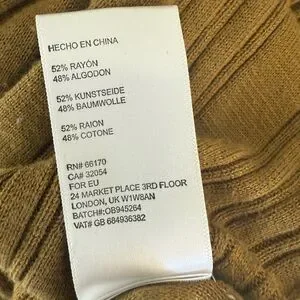 HECHO EN CHINA
52% RAYÓN
48% ALGODON
52% KUNSTSEIDE
48% BAUMWOLLE
52% RAION
48% COTONE
RN# 66170
CA# 32054
FOR EU
24 MARKET PLACE 3RD FLOOR
LONDON, UK W1W8AN
BATCH#:OB945264
VAT# GB 684936382